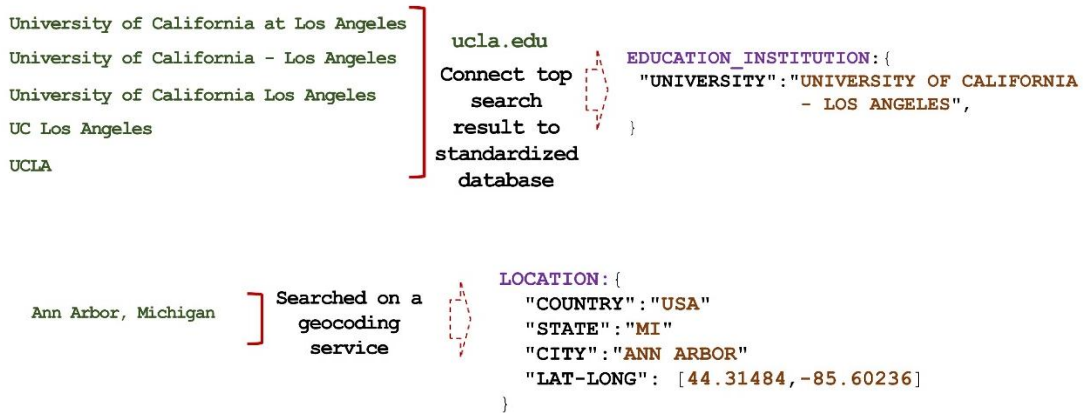 University of California at Los Angeles
University of California - Los Angeles
University of California Los Angeles
UC Los Angeles
UCLA
ucla.edu
Connect top
search
result to
standardized
database
EDUCATION_INSTITUTION:{
"UNIVERSITY":"UNIVERSITY OF CALIFORNIA
- LOS ANGELES",
}
Ann Arbor, Michigan
Searched on a
geocoding
service
LOCATION:{
"COUNTRY":"USA"
"STATE":"MI"
"CITY":"ANN ARBOR"
"LAT-LONG": [44.31484,-85.60236]
}